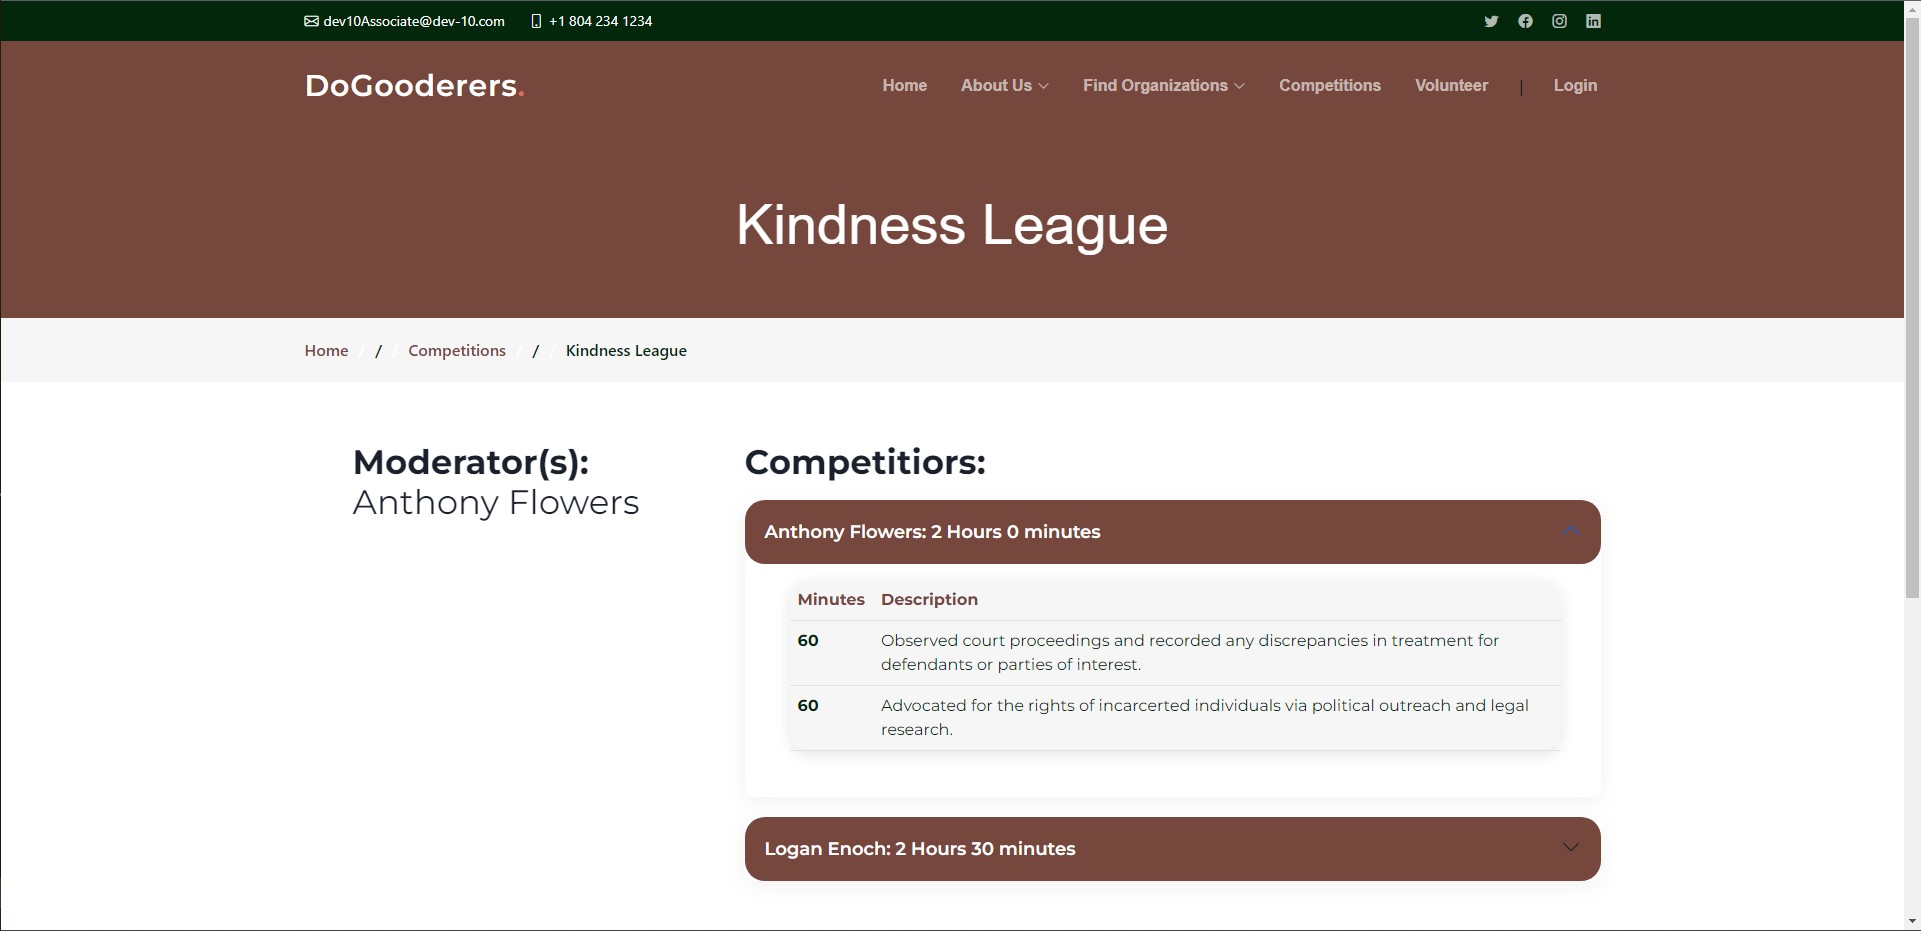 dev10Associate@dev-10.com +1 804 234 1234
DoGooderers.
Home About Us Find Organizations Competitions Volunteer | Login
Kindness League
Home / / / Competitions / / / Kindness League
Moderator(s):
Anthony Flowers
Competitiors:
Anthony Flowers: 2 Hours 0 minutes
Minutes Description
60 Observed court proceedings and recorded any discrepancies in treatment for
defendants or parties of interest.
60 Advocated for the rights of incarcerted individuals via political outreach and legal
research.
Logan Enoch: 2 Hours 30 minutes